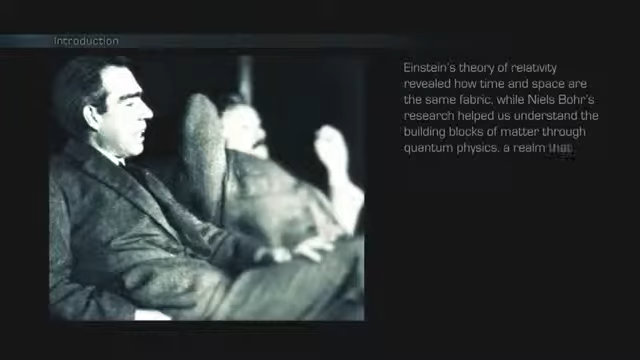 Introduction
Einstein's theory of relativity
revealed how time and space are
the same fabric, while Niels Bohr's
research helped us understand the
building blocks of matter through
quantum physics, a realm that